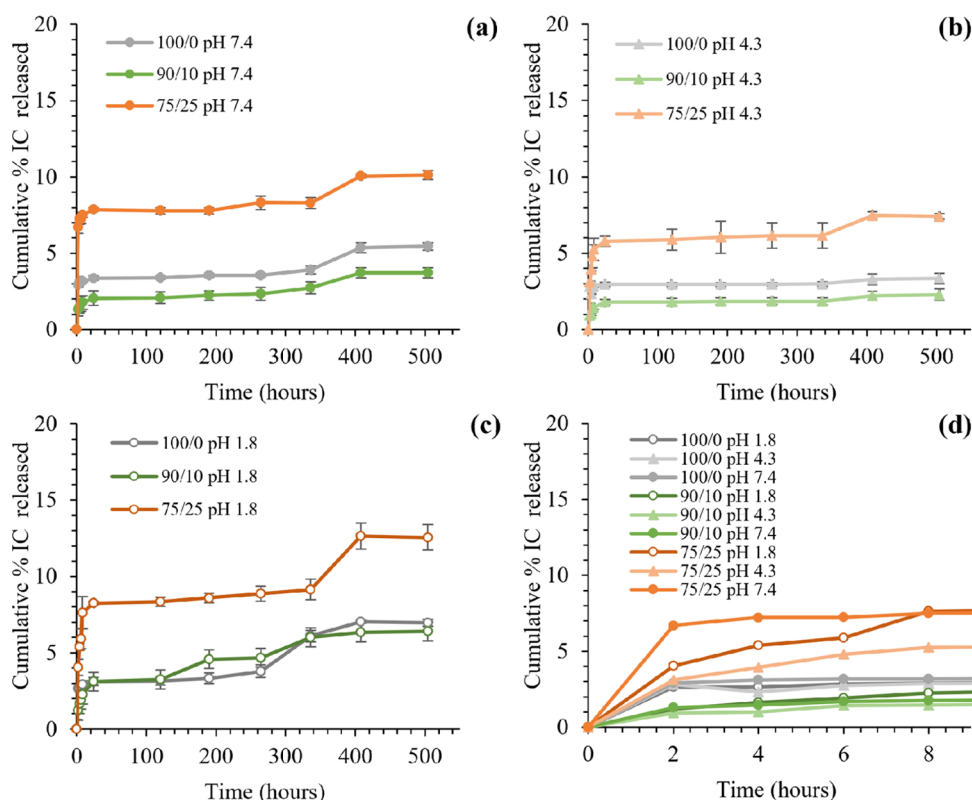 (a)
20
15
10
5
0
100/0 pH 7.4
90/10 pH 7.4
75/25 pH 7.4
Cumulative % IC released
0 100 200 300 400 500
Time (hours)
(b)
20
15
10
5
0
100/0 pH 4.3
90/10 pH 4.3
75/25 pH 4.3
Cumulative % IC released
0 100 200 300 400 500
Time (hours)
(c)
20
15
10
5
0
100/0 pH 1.8
90/10 pH 1.8
75/25 pH 1.8
Cumulative % IC released
0 100 200 300 400 500
Time (hours)
(d)
20
15
10
5
0
100/0 pH 1.8
100/0 pH 4.3
100/0 pH 7.4
90/10 pH 1.8
90/10 pH 4.3
90/10 pH 7.4
75/25 pH 1.8
75/25 pH 4.3
75/25 pH 7.4
Cumulative % IC released
0 2 4 6 8
Time (hours)